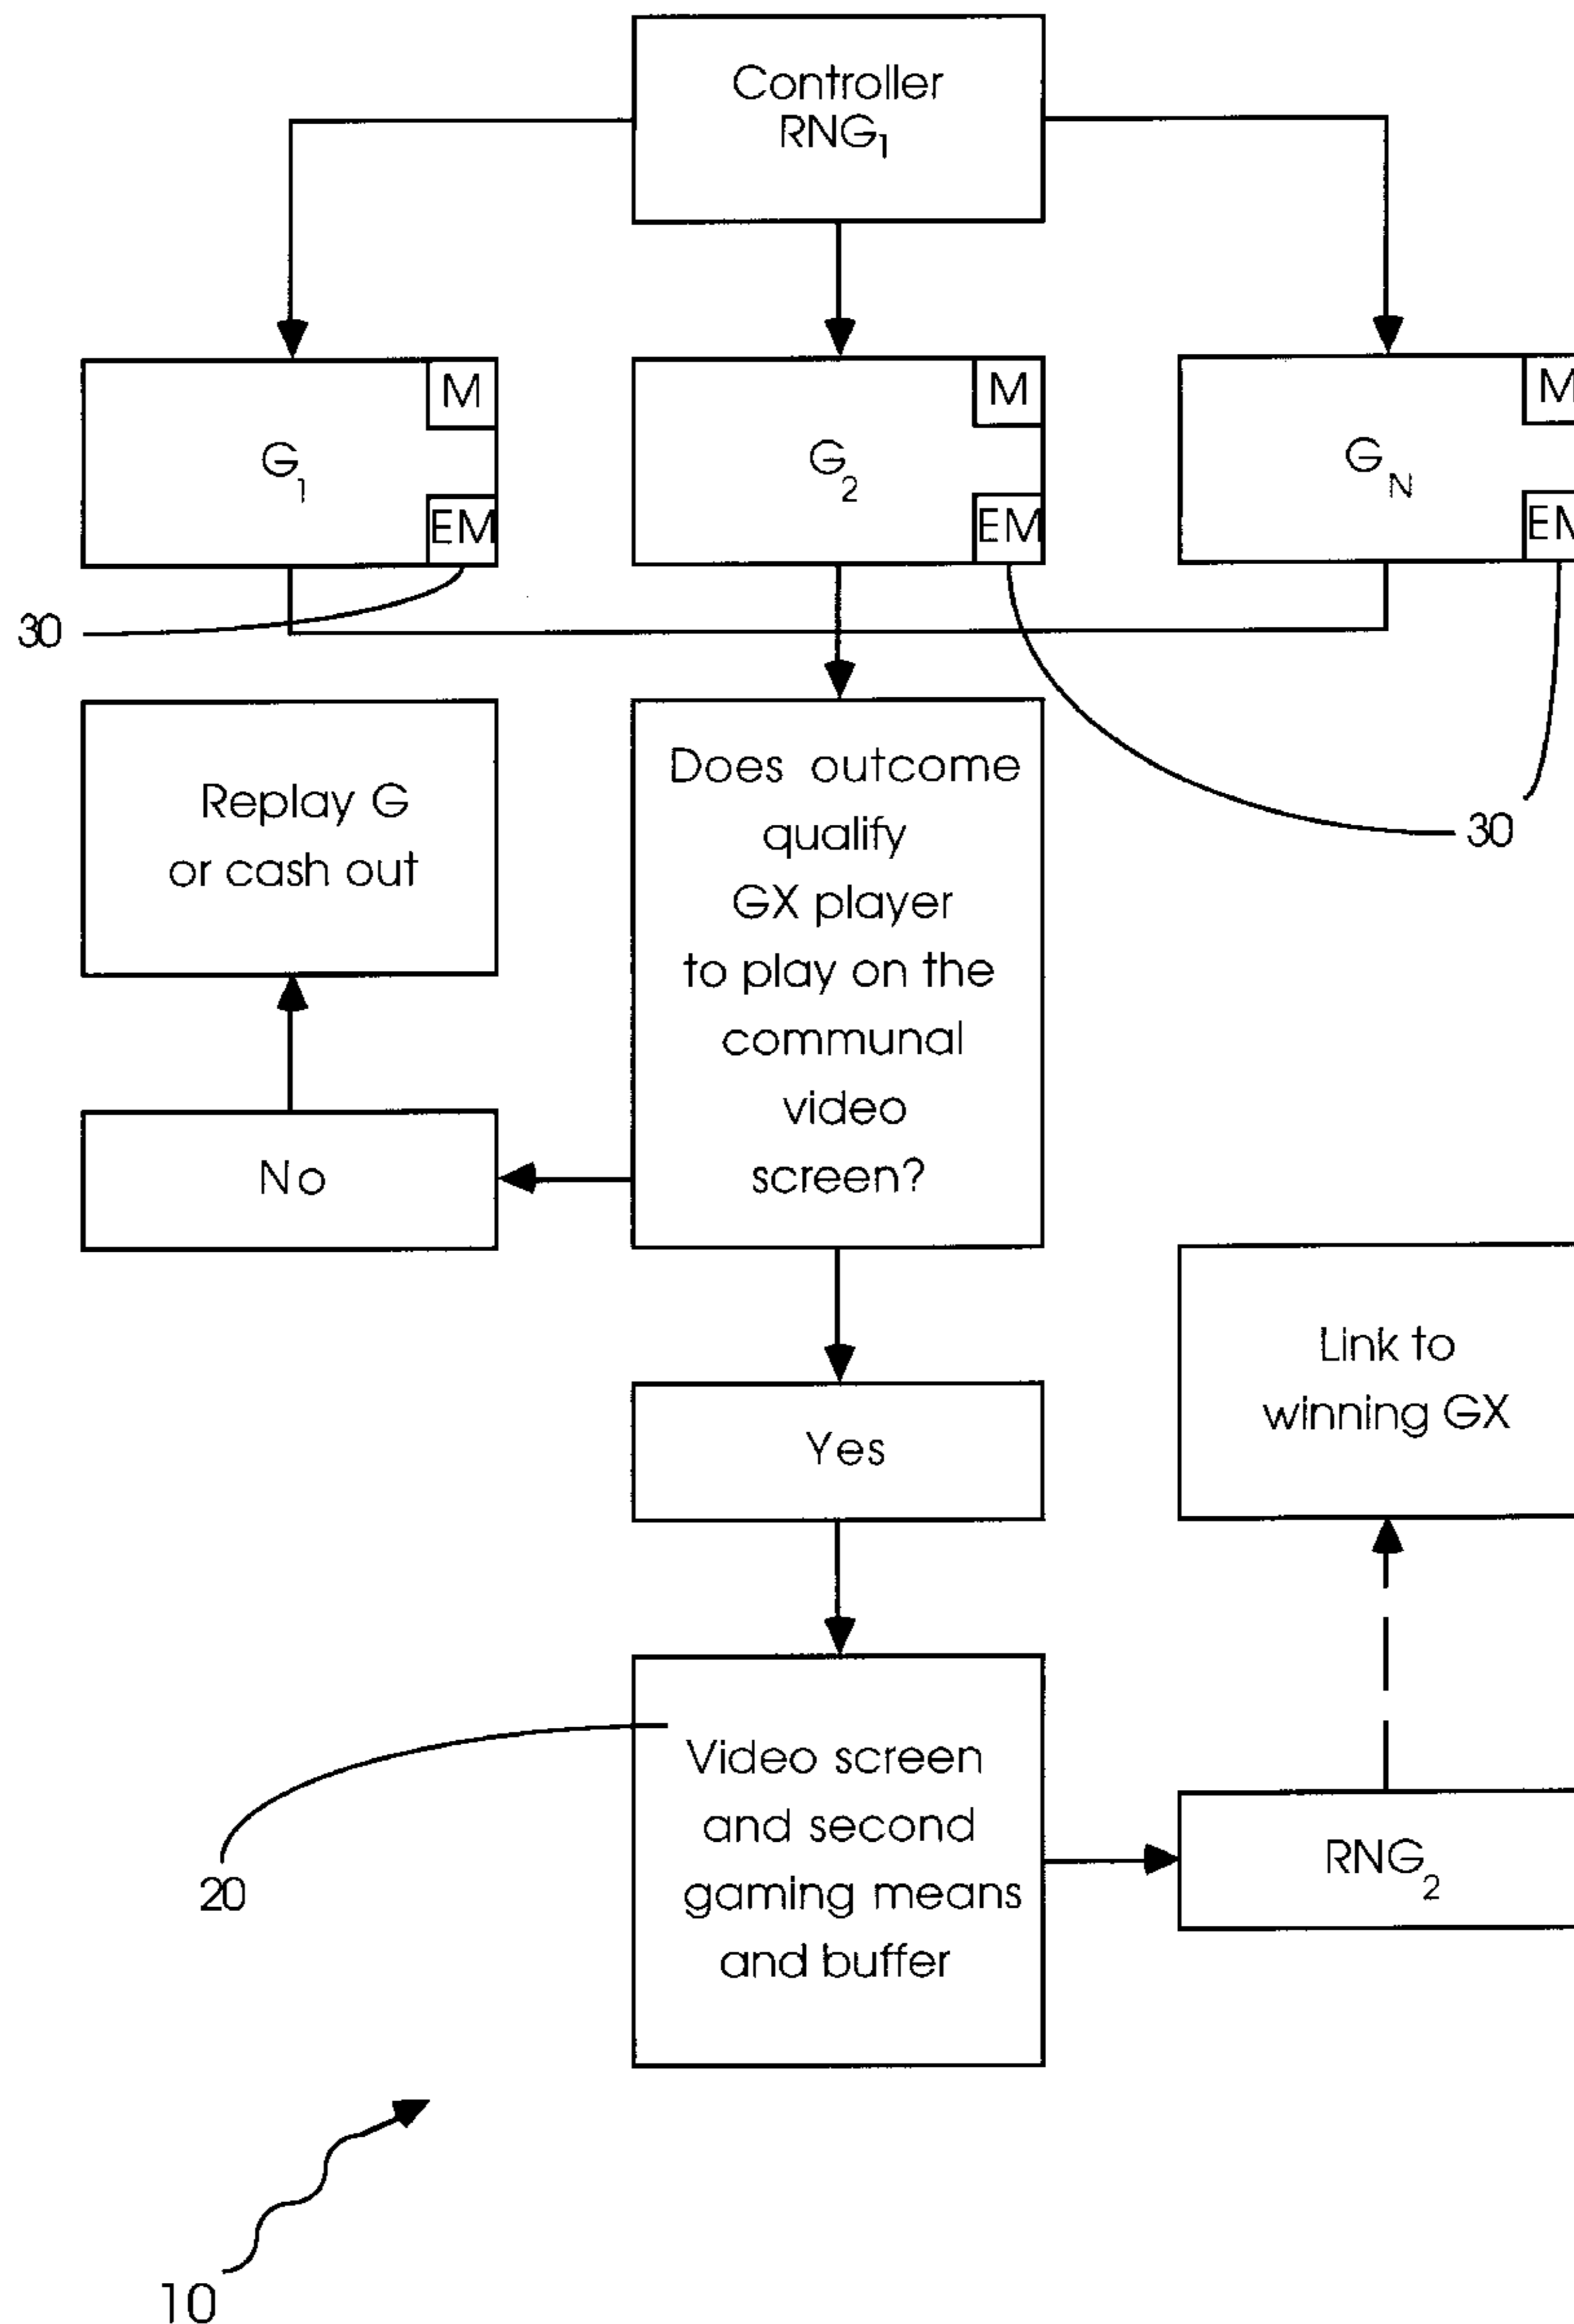 Controller
RNG1
M
M
M
G1
G2
GN
EM
EM
EM
30
Replay G
or cash out
Does outcome
qualify
GX player
to play on the
communal
video
screen?
30
No
Link to
winning GX
Yes
Video screen
and second
gaming means
and buffer
RNG2
20
10